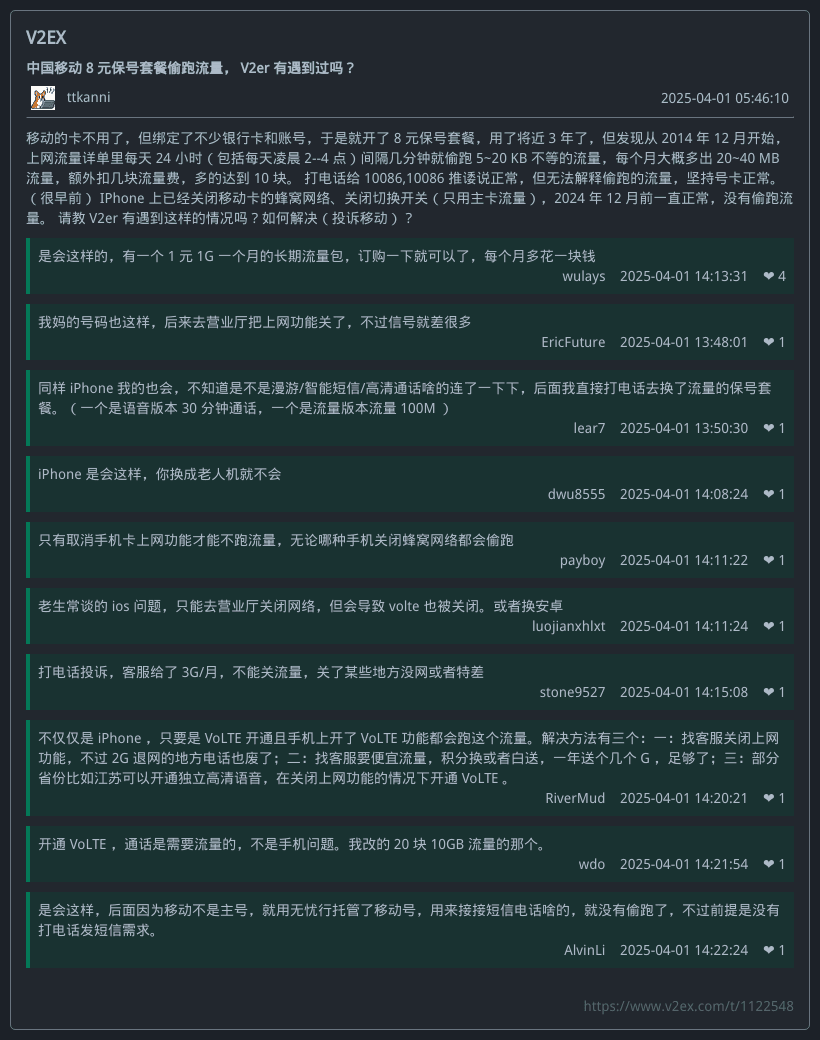 V2EX
中国移动 8 元保号套餐偷跑流量， V2er 有遇到过吗？
ttkanni
2025-04-01 05:46:10
移动的卡不用了，但绑定了不少银行卡和账号，于是就开了 8 元保号套餐，用了将近 3 年了，但发现从 2014 年 12 月开始，
上网流量详单里每天 24 小时（包括每天凌晨 2--4 点）间隔几分钟就偷跑 5~20 KB 不等的流量，每个月大概多出 20~40 MB
流量，额外扣几块流量费，多的达到 10 块。 打电话给 10086,10086 推诿说正常，但无法解释偷跑的流量，坚持号卡正常。
（很早前） IPhone 上已经关闭移动卡的蜂窝网络、关闭切换开关（只用主卡流量），2024 年 12 月前一直正常，没有偷跑流
量。 请教 V2er 有遇到这样的情况吗？如何解决（投诉移动）？
是会这样的，有一个 1 元 1G 一个月的长期流量包，订购一下就可以了，每个月多花一块钱
wulays 2025-04-01 14:13:31 ❤ 4
我妈的号码也这样，后来去营业厅把上网功能关了，不过信号就差很多
EricFuture 2025-04-01 13:48:01 ❤ 1
同样 iPhone 我的也会，不知道是不是漫游/智能短信/高清通话啥的连了一下下，后面我直接打电话去换了流量的保号套
餐。（一个是语音版本 30 分钟通话，一个是流量版本流量 100M ）
lear7 2025-04-01 13:50:30 ❤ 1
iPhone 是会这样，你换成老人机就不会
dwu8555 2025-04-01 14:08:24 ❤ 1
只有取消手机卡上网功能才能不跑流量，无论哪种手机关闭蜂窝网络都会偷跑
payboy 2025-04-01 14:11:22 ❤ 1
老生常谈的 ios 问题，只能去营业厅关闭网络，但会导致 volte 也被关闭。或者换安卓
luojianxhlxt 2025-04-01 14:11:24 ❤ 1
打电话投诉，客服给了 3G/月，不能关流量，关了某些地方没网或者特差
stone9527 2025-04-01 14:15:08 ❤ 1
不仅仅是 iPhone ，只要是 VoLTE 开通且手机上开了 VoLTE 功能都会跑这个流量。解决方法有三个：一：找客服关闭上网
功能，不过 2G 退网的地方电话也废了；二：找客服要便宜流量，积分换或者白送，一年送个几个 G ，足够了；三：部分
省份比如江苏可以开通独立高清语音，在关闭上网功能的情况下开通 VoLTE 。
RiverMud 2025-04-01 14:20:21 ❤ 1
开通 VoLTE ，通话是需要流量的，不是手机问题。我改的 20 块 10GB 流量的那个。
wdo 2025-04-01 14:21:54 ❤ 1
是会这样，后面因为移动不是主号，就用无忧行托管了移动号，用来接接短信电话啥的，就没有偷跑了，不过前提是没有
打电话发短信需求。
AlvinLi 2025-04-01 14:22:24 ❤ 1
https://www.v2ex.com/t/1122548